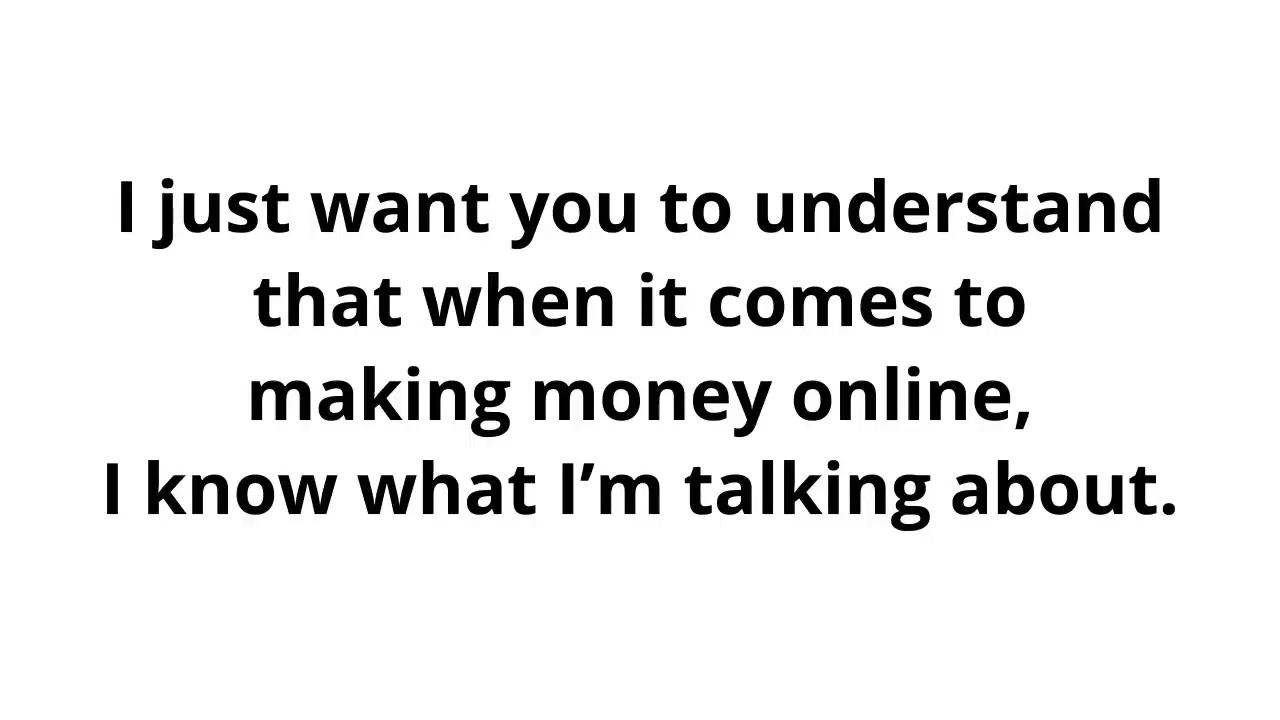 I just want you to understand
that when it comes to
making money online,
I know what I’m talking about.